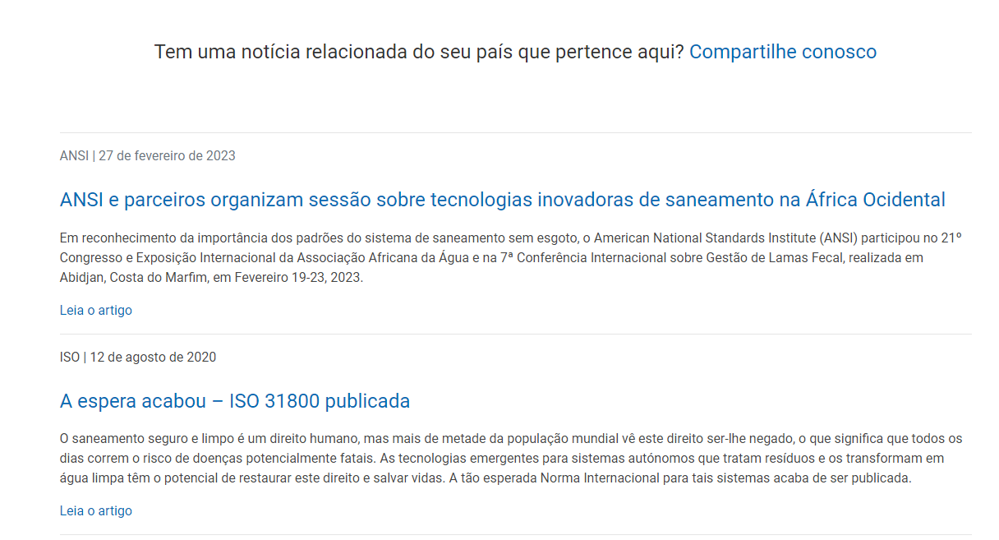 Tem uma notícia relacionada do seu país que pertence aqui? Compartilhe conosco
ANSI | 27 de fevereiro de 2023
ANSI e parceiros organizam sessão sobre tecnologias inovadoras de saneamento na África Ocidental
Em reconhecimento da importância dos padrões do sistema de saneamento sem esgoto, o American National Standards Institute (ANSI) participou no 21º
Congresso e Exposição Internacional da Associação Africana da Água e na 7ª Conferência Internacional sobre Gestão de Lamas Fecal, realizada em
Abidjan, Costa do Marfim, em Fevereiro 19-23, 2023.
Leia o artigo
ISO | 12 de agosto de 2020
A espera acabou – ISO 31800 publicada
O saneamento seguro e limpo é um direito humano, mas mais de metade da população mundial vê este direito ser-lhe negado, o que significa que todos os
dias correm o risco de doenças potencialmente fatais. As tecnologias emergentes para sistemas autónomos que tratam resíduos e os transformam em
água limpa têm o potencial de restaurar este direito e salvar vidas. A tão esperada Norma Internacional para tais sistemas acaba de ser publicada.
Leia o artigo